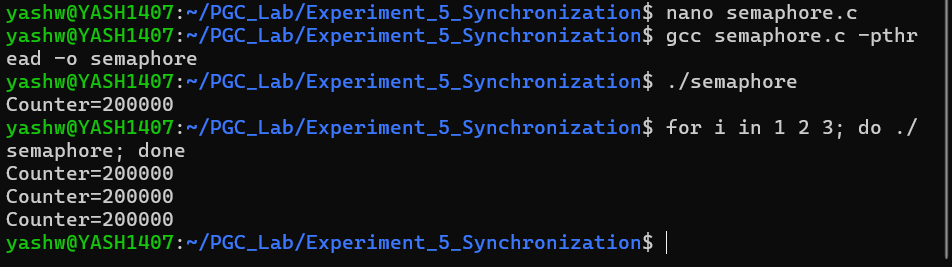 yashw@YASH1407:~/PGC_Lab/Experiment_5_Synchronization$ nano semaphore.c
yashw@YASH1407:~/PGC_Lab/Experiment_5_Synchronization$ gcc semaphore.c -pthr
ead -o semaphore
yashw@YASH1407:~/PGC_Lab/Experiment_5_Synchronization$ ./semaphore
Counter=200000
yashw@YASH1407:~/PGC_Lab/Experiment_5_Synchronization$ for i in 1 2 3; do ./
semaphore; done
Counter=200000
Counter=200000
Counter=200000
yashw@YASH1407:~/PGC_Lab/Experiment_5_Synchronization$